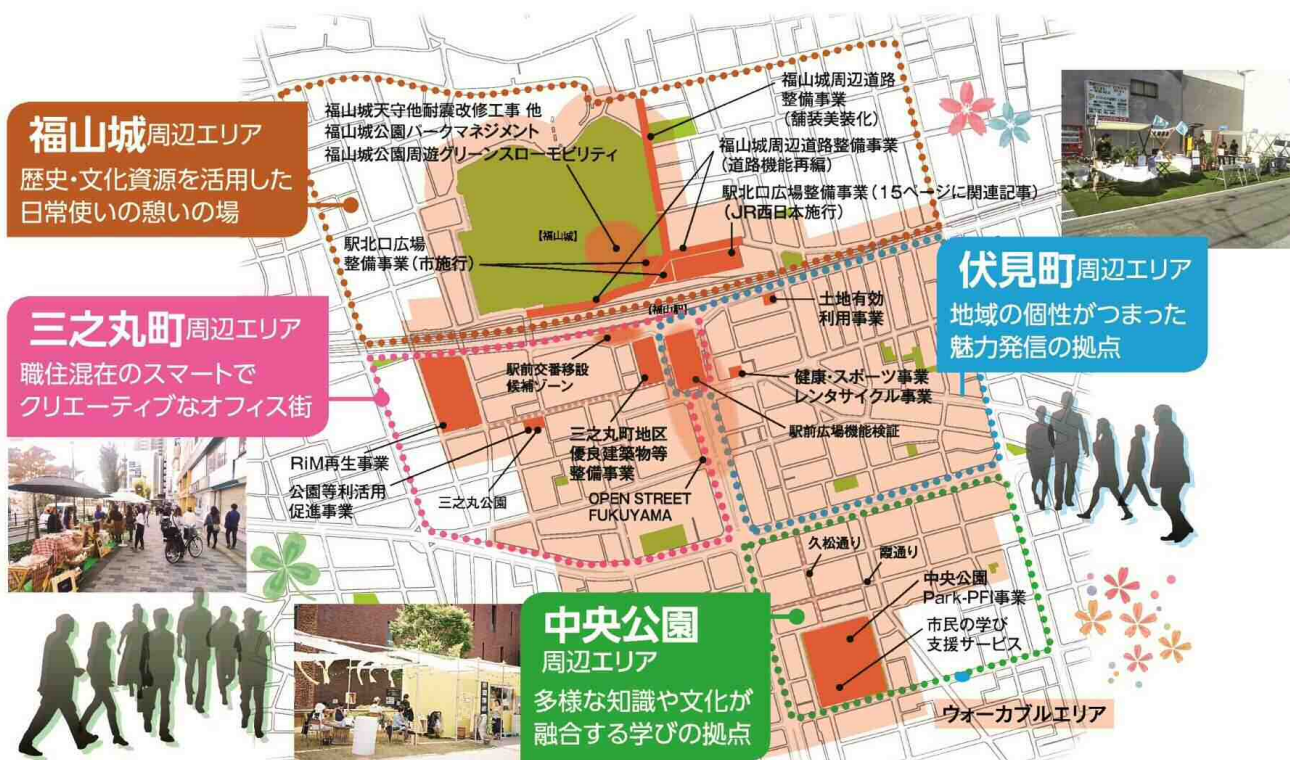 福山城周辺エリア
歴史・文化資源を活用した
日常使いの憩いの場
福山城天守他耐震改修工事 他
福山城公園パークマネジメント
福山城公園周遊グリーンスローモビリティ
福山城周辺道路
整備事業
(舗装美装化)
福山城周辺道路整備事業
(道路機能再編)
駅北口広場整備事業(15ページに関連記事)
(JR西日本施行)
【福山城】
駅北口広場
整備事業(市施行)
伏見町周辺エリア
地域の個性がつまった
魅力発信の拠点
三之丸町周辺エリア
職住混在のスマートで
クリエーティブなオフィス街
【福山駅】
土地有効
利用事業
駅前交番移設
候補ゾーン
健康・スポーツ事業
レンタサイクル事業
駅前広場機能検証
三之丸町地区
優良建築物等
整備事業
RiM再生事業
公園等利活用
促進事業
三之丸公園
OPEN STREET
FUKUYAMA
久松通り
霞通り
中央公園
Park-PFI事業
市民の学び
支援サービス
中央公園
周辺エリア
多様な知識や文化が
融合する学びの拠点
ウォーカブルエリア